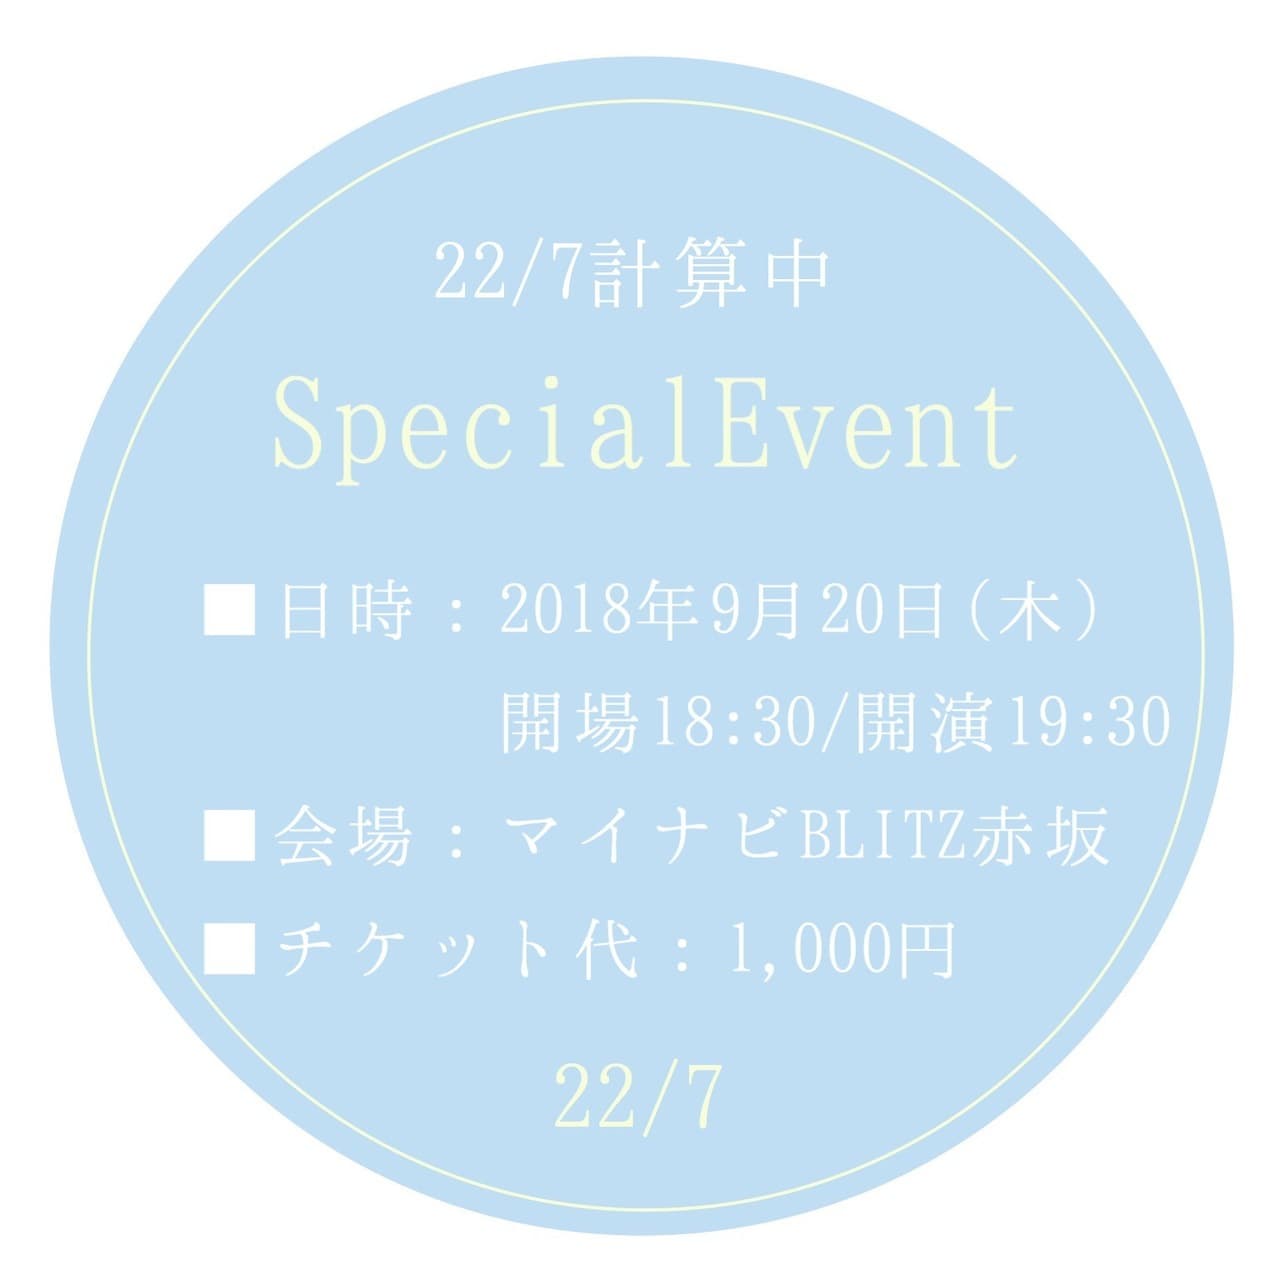 22/7計算中
SpecialEvent
■日時：2018年9月20日(木)
開場18:30/開演19:30
■会場：マイナビBLITZ赤坂
■チケット代：1,000円
22/7